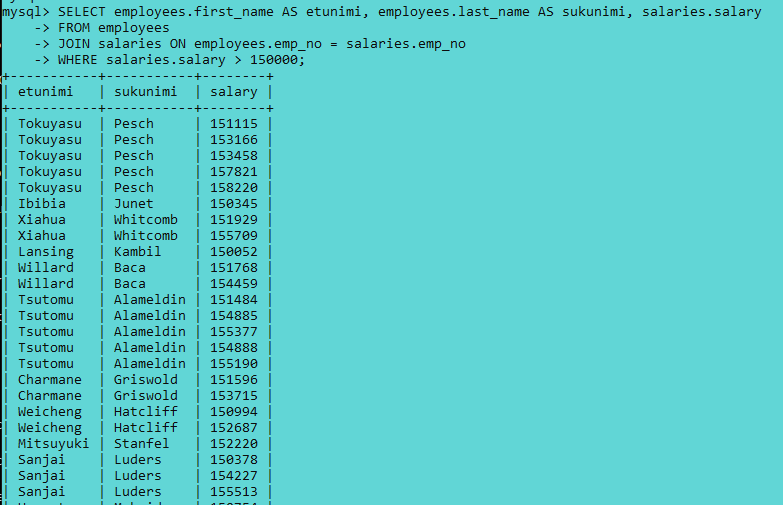 mysql> SELECT employees.first_name AS etunimi, employees.last_name AS sukunimi, salaries.salary
    -> FROM employees
    -> JOIN salaries ON employees.emp_no = salaries.emp_no
    -> WHERE salaries.salary > 150000;
+-----------+-----------+--------+
| etunimi   | sukunimi  | salary |
+-----------+-----------+--------+
| Tokuyasu  | Pesch     | 151115 |
| Tokuyasu  | Pesch     | 153166 |
| Tokuyasu  | Pesch     | 153458 |
| Tokuyasu  | Pesch     | 157821 |
| Tokuyasu  | Pesch     | 158220 |
| Ibibia    | Junet     | 150345 |
| Xiahua    | Whitcomb  | 151929 |
| Xiahua    | Whitcomb  | 155709 |
| Lansing   | Kambil    | 150052 |
| Willard   | Baca      | 151768 |
| Willard   | Baca      | 154459 |
| Tsutomu   | Alameldin | 151484 |
| Tsutomu   | Alameldin | 154885 |
| Tsutomu   | Alameldin | 155377 |
| Tsutomu   | Alameldin | 154888 |
| Tsutomu   | Alameldin | 155190 |
| Charmane  | Griswold  | 151596 |
| Charmane  | Griswold  | 153715 |
| Weicheng  | Hatcliff  | 150994 |
| Weicheng  | Hatcliff  | 152687 |
| Mitsuyuki | Stanfel   | 152220 |
| Sanjai    | Luders    | 150378 |
| Sanjai    | Luders    | 154227 |
| Sanjai    | Luders    | 155513 |